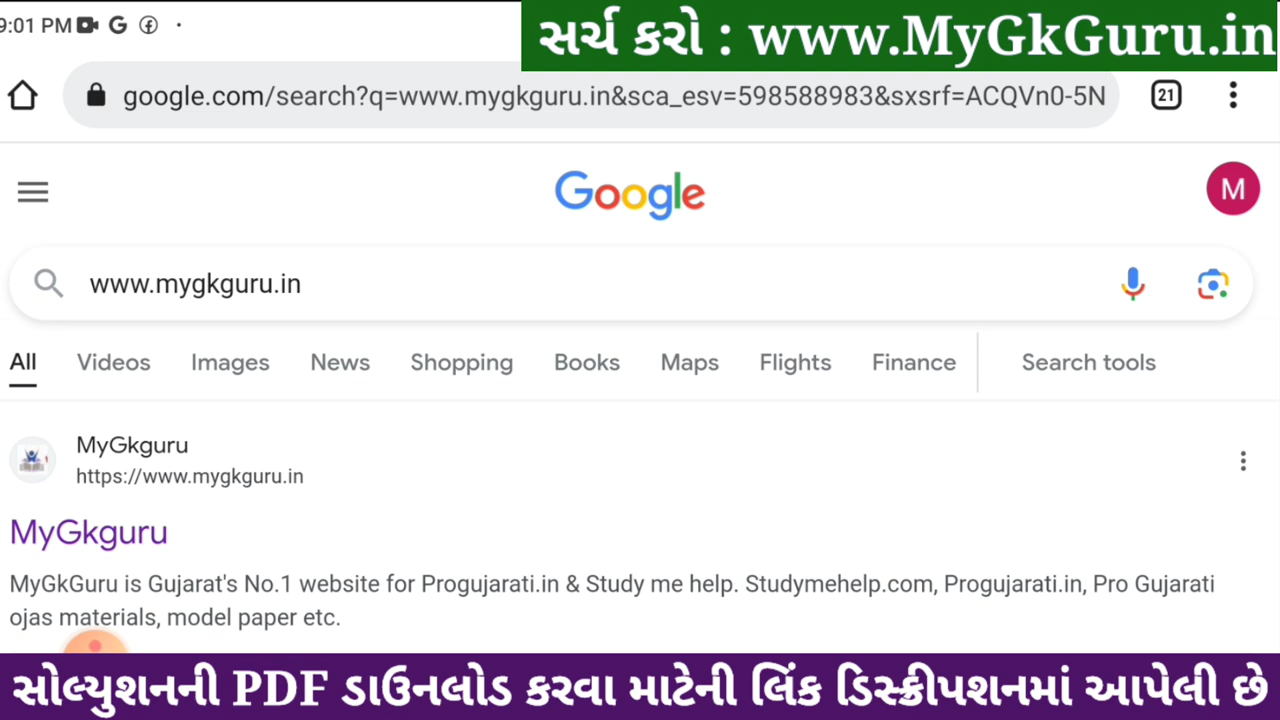 9:01 PM
સર્ચ કરો : www.MyGkGuru.in
google.com/search?q=www.mygkguru.in&sca_esv=598588983&sxsrf=ACQVn0-5N
21
Google
M
www.mygkguru.in
All Videos Images News Shopping Books Maps Flights Finance Search tools
MyGkguru
https://www.mygkguru.in
MyGkguru
MyGkGuru is Gujarat's No.1 website for Progujarati.in & Study me help. Studymehelp.com, Progujarati.in, Pro Gujarati
ojas materials, model paper etc.
સોલ્યુશનની PDF ડાઉનલોડ કરવા માટેની લિંક ડિસ્ક્રીપશનમાં આપેલી છે